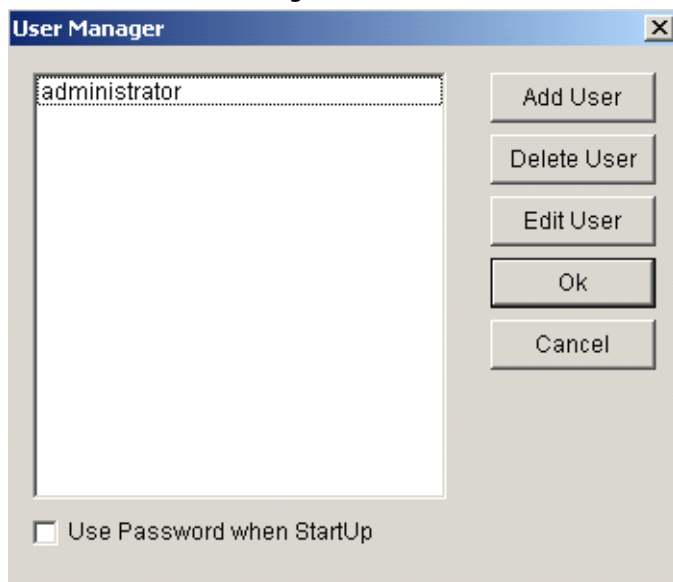 User Manager
administrator
Add User
Delete User
Edit User
Ok
Cancel
Use Password when StartUp